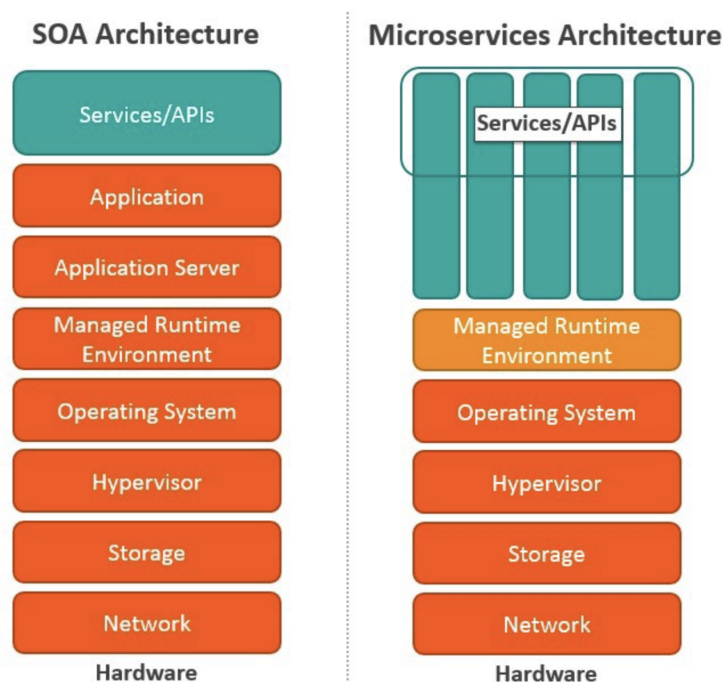 SOA Architecture
Services/APIs
Application
Application Server
Managed Runtime
Environment
Operating System
Hypervisor
Storage
Network
Hardware
Microservices Architecture
Services/APIs
Managed Runtime
Environment
Operating System
Hypervisor
Storage
Network
Hardware